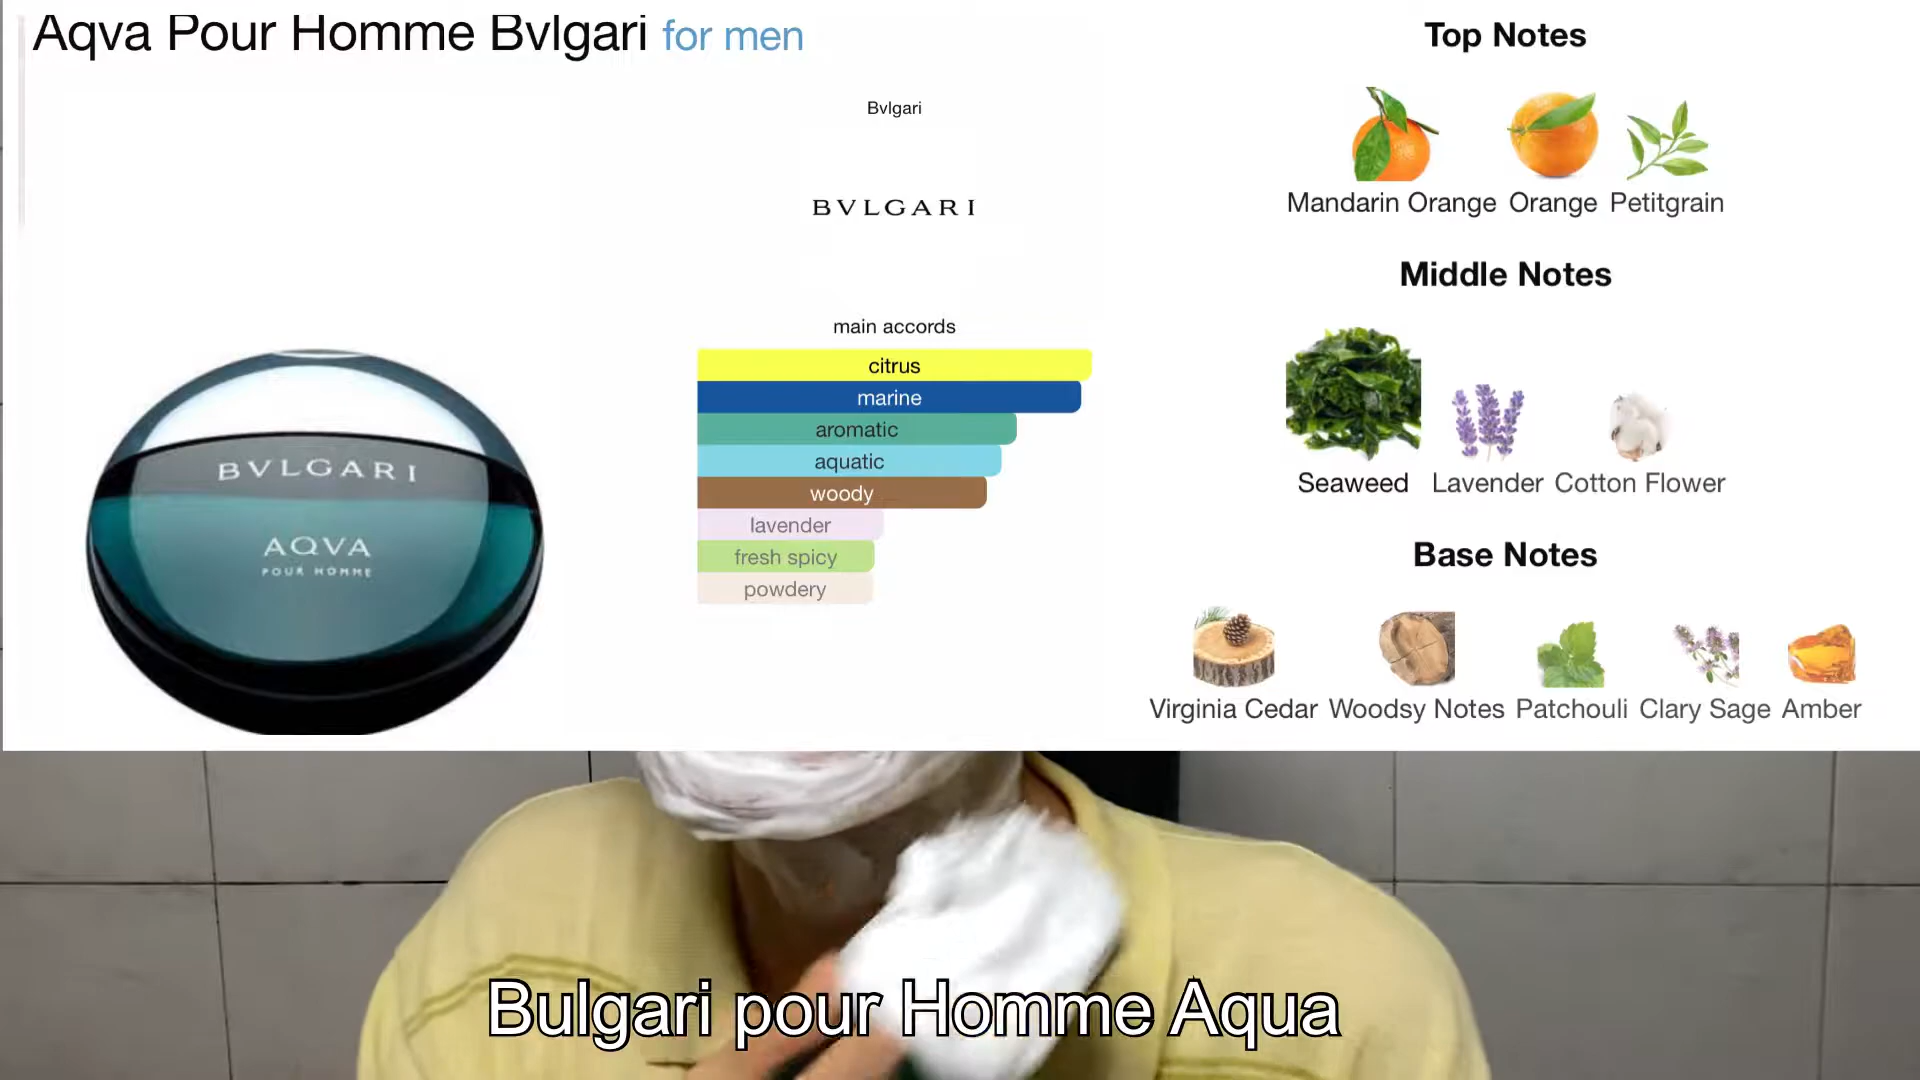 Aqva Pour Homme Bvlgari for men
Bvlgari
BVLGARI
main accords
citrus
marine
aromatic
aquatic
woody
lavender
fresh spicy
powdery
BVLGARI
AQVA
POUR HOMME
Top Notes
Mandarin Orange Orange Petitgrain
Middle Notes
Seaweed Lavender Cotton Flower
Base Notes
Virginia Cedar Woodsy Notes Patchouli Clary Sage Amber
Bulgari pour Homme Aqua